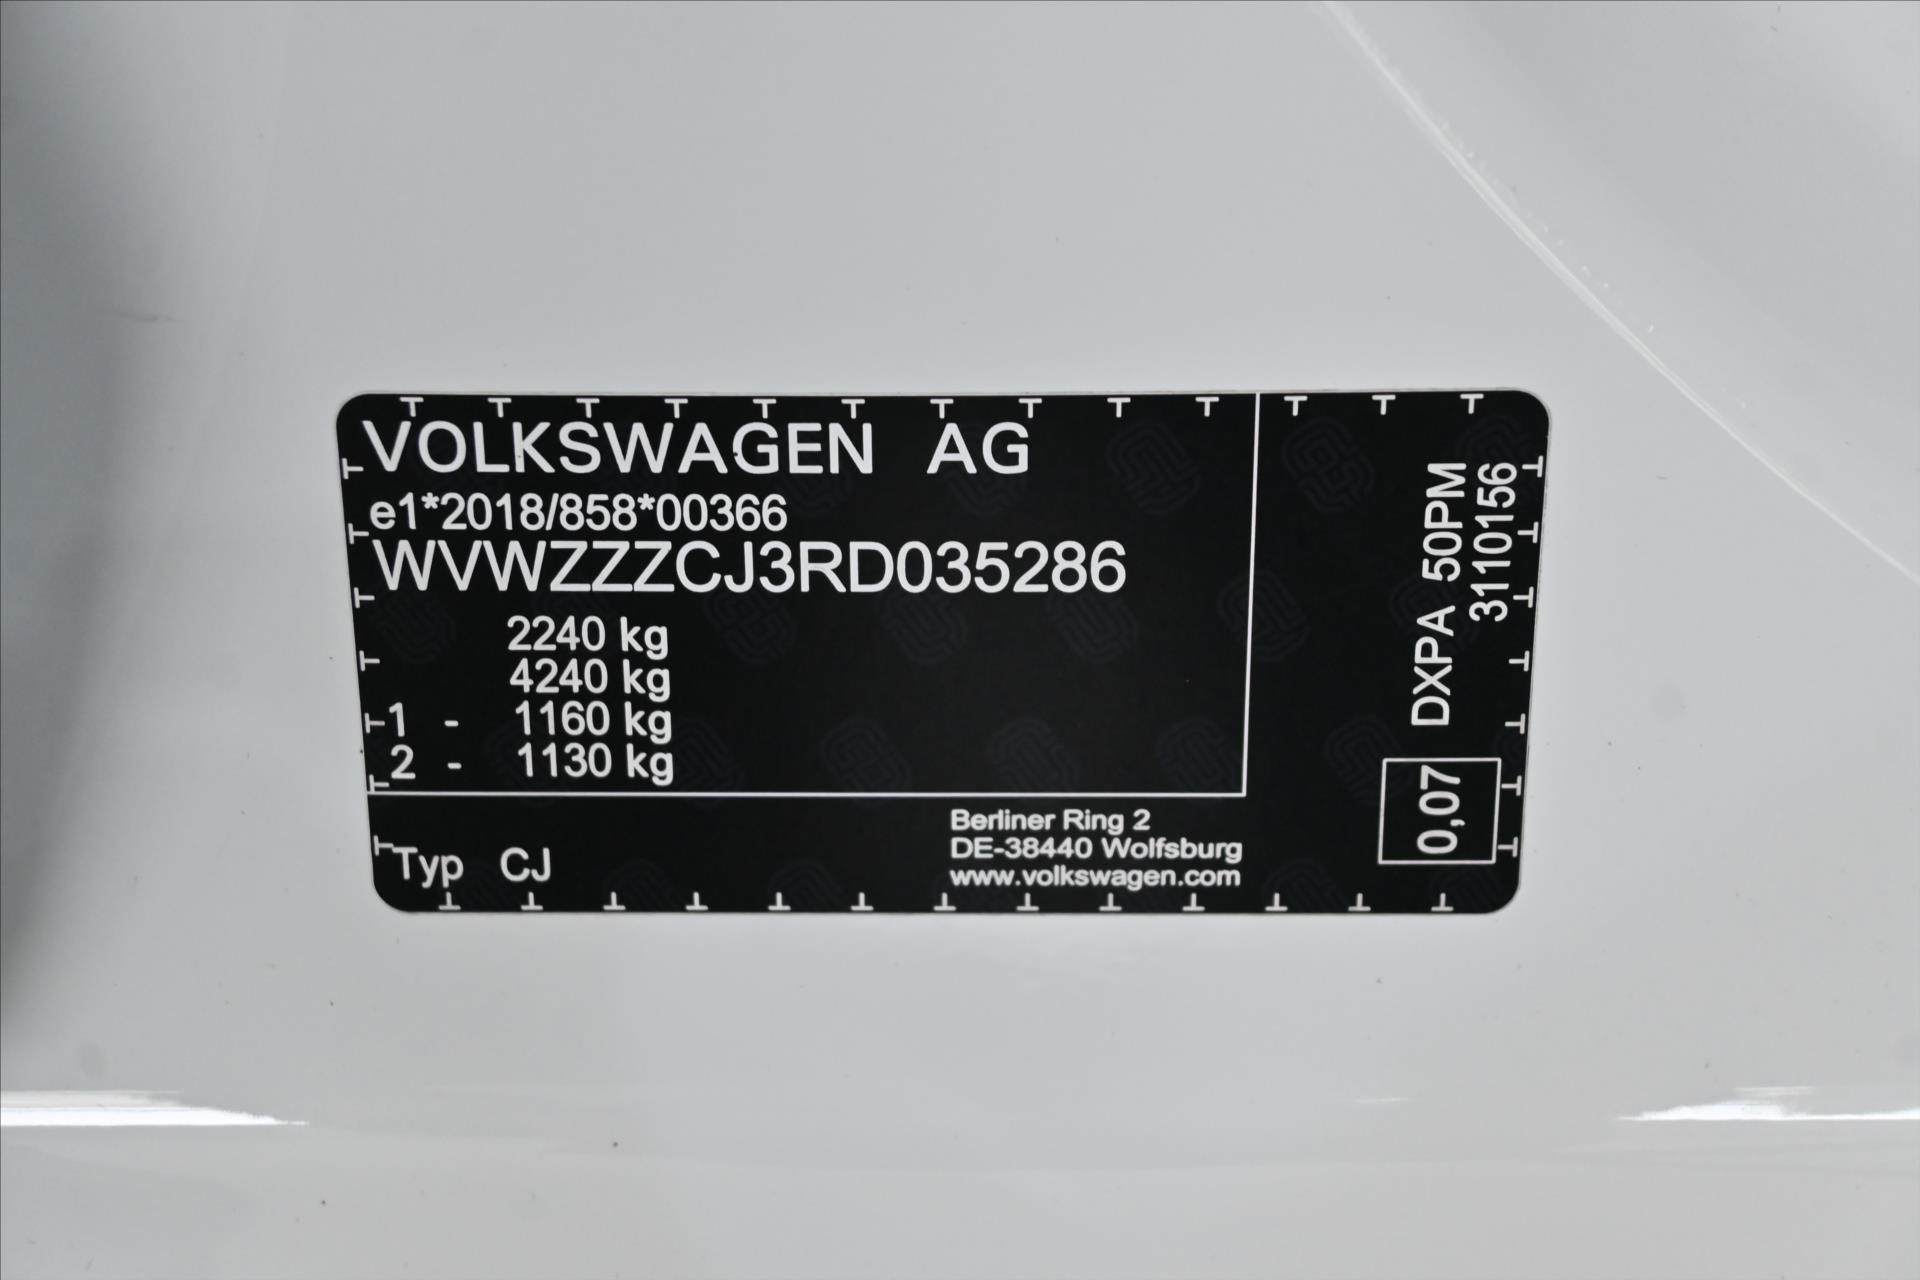 VOLKSWAGEN AG
e1*2018/858*00366
WVWZZZCJ3RD035286
2240 kg
4240 kg
1 - 1160 kg
2 - 1130 kg
Typ CJ
Berliner Ring 2
DE-38440 Wolfsburg
www.volkswagen.com
0,07 DXPA 50PM
3110156